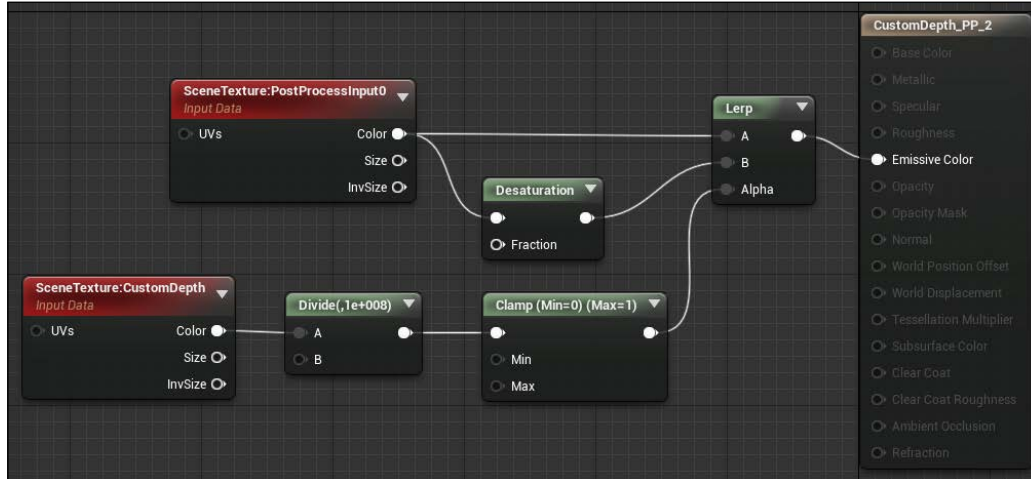 CustomDepth_PP_2
Base Color
Metallic
Specular
Roughness
Emissive Color
Opacity
Opacity Mask
Normal
World Position Offset
World Displacement
Tessellation Multiplier
Subsurface Color
Clear Coat
Clear Coat Roughness
Ambient Occlusion
Refraction
SceneTexture:PostProcessInput0
Input Data
UVs Color
Size
InvSize
Lerp
A
B
Alpha
Desaturation
Fraction
SceneTexture:CustomDepth
Input Data
UVs Color
Size
InvSize
Divide(,1e+008)
A
B
Clamp (Min=0) (Max=1)
Min
Max